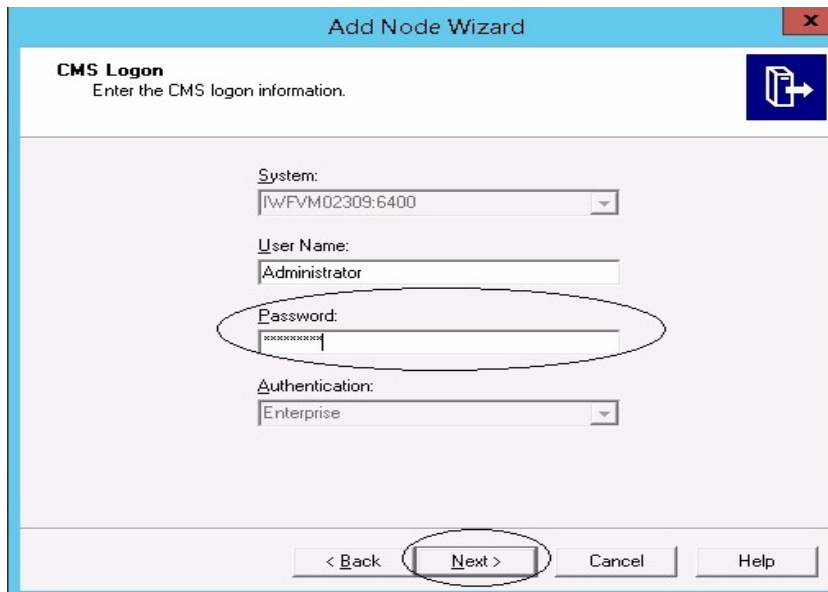 Add Node Wizard
x
CMS Logon
Enter the CMS logon information.
System:
IWFVM02309:6400
User Name:
Administrator
Password:
*********
Authentication:
Enterprise
< Back Next > Cancel Help